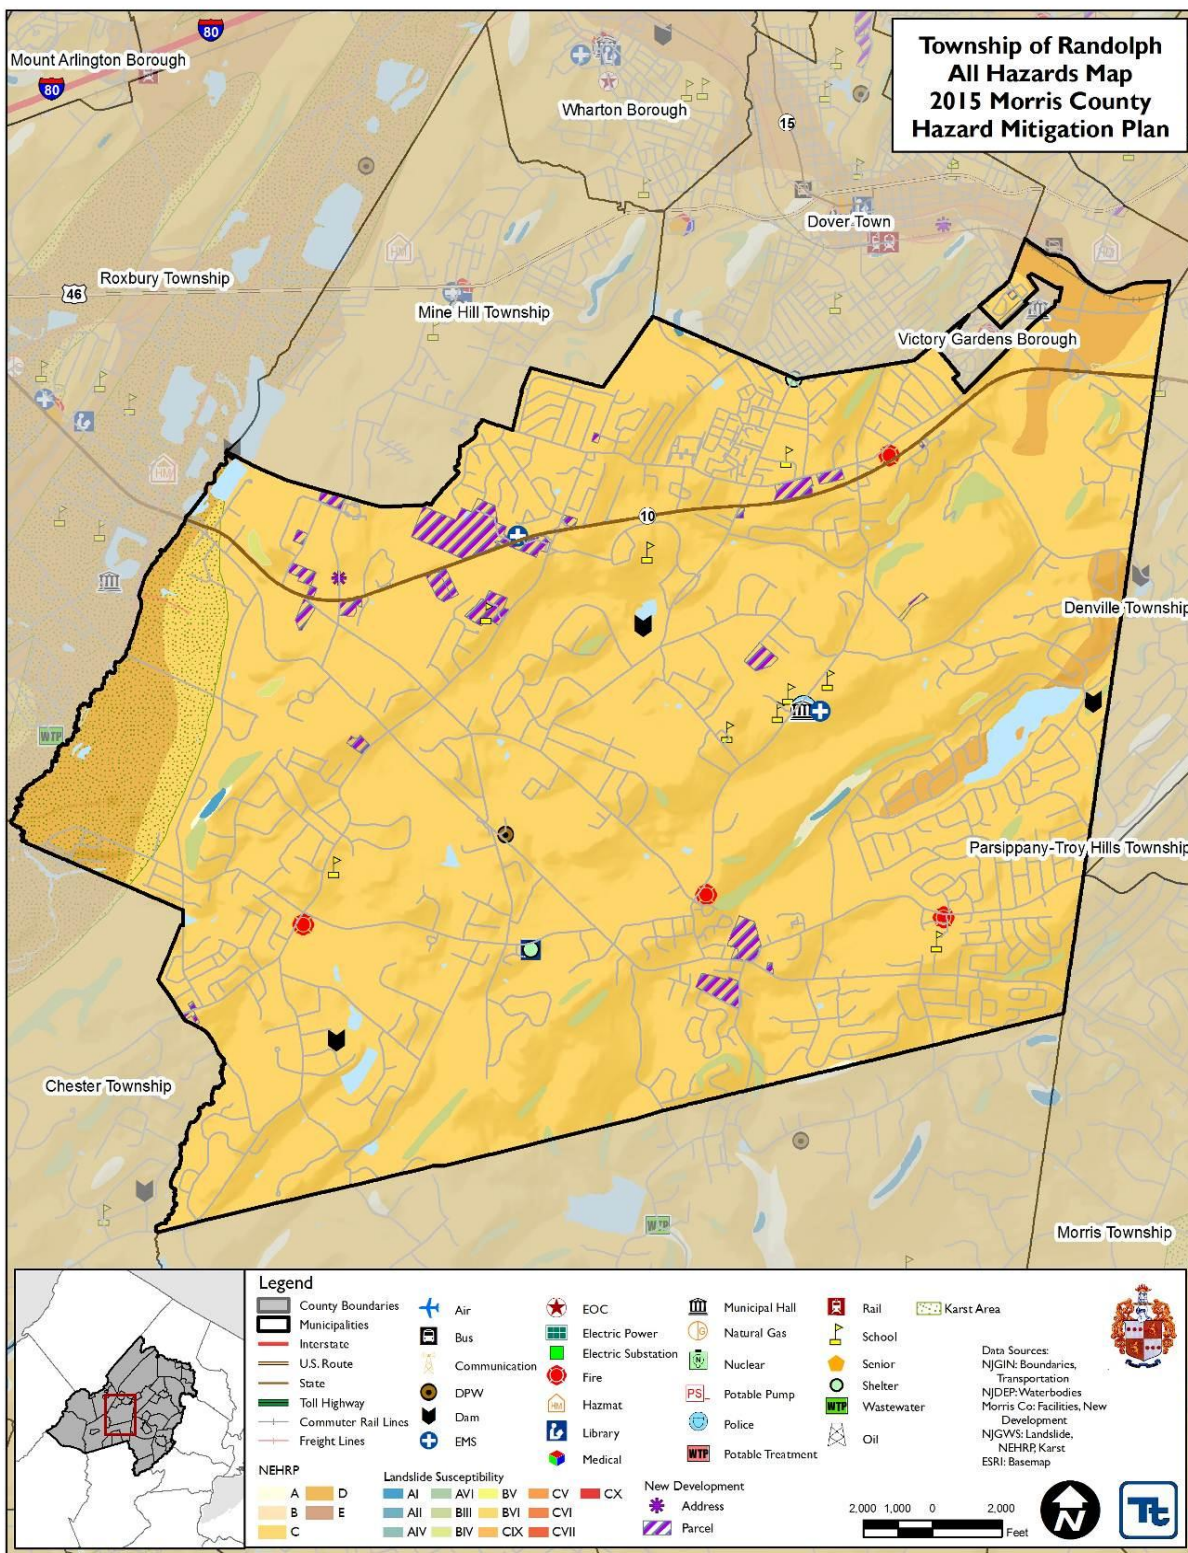 Township of Randolph
All Hazards Map
2015 Morris County
Hazard Mitigation Plan
80
Mount Arlington Borough
80
Wharton Borough
15
Dover Town
Roxbury Township
46
Mine Hill Township
Victory Gardens Borough
HM
10
Denville Township
WTP
Parsippany-Troy Hills Township
Chester Township
WTP
Morris Township
Legend
County Boundaries
Municipalities
Interstate
U.S. Route
State
Toll Highway
Commuter Rail Lines
Freight Lines
Air
Bus
Communication
DPW
Dam
EMS
EOC
Electric Power
Electric Substation
Fire
HM Hazmat
Library
Medical
Municipal Hall
G Natural Gas
N Nuclear
PS Potable Pump
Police
WTP Potable Treatment
Rail
School
Senior
Shelter
WTP Wastewater
Oil
Karst Area
Data Sources:
NJGIN: Boundaries,
Transportation
NJDEP: Waterbodies
Morris Co: Facilities, New
Development
NJGWS: Landslide,
NEHRP, Karst
ESRI: Basemap
NEHRP
A D
B E
C
Landslide Susceptibility
AI AVI BV CV CX
AII BIII BVI CVI
AIV BIV CIX CVII
New Development
Address
Parcel
2,000 1,000 0 2,000
Feet
N
Tt